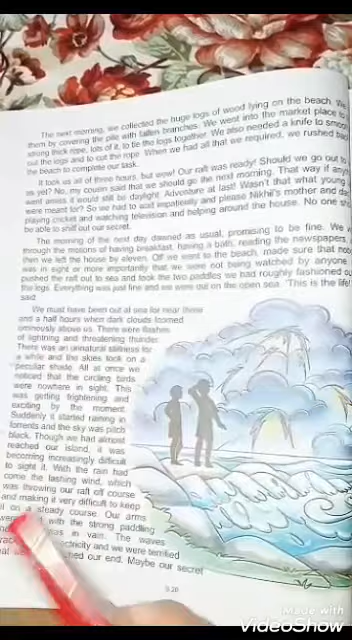 The next morning, we collected the huge logs of wood lying on the beach. We
them by covering the pile with fallen branches. We went into the market place to
strong thick rope, lots of it, to tie the logs together. We also needed a knife to smoo
out the logs and to cut the rope. When we had all that we required, we rushed back
the beach to complete our task.
It took us all of three hours, but wow! Our raft was ready! Should we go out to
as yet? No, my cousin said that we should go the next morning. That way if any
went amiss it would still be daylight. Adventure at last! Wasn't that what young
were meant for? So we had to wait impatiently and please Nikhil's mother and da
playing cricket and watching television and helping around the house. No one sho
be able to sniff out our secret.
The morning of the next day dawned as usual, promising to be fine. We w
through the motions of having breakfast, having a bath, reading the newspapers,
then we left the house by eleven. Off we went to the beach, made sure that nob
was in sight or more importantly that we were not being watched by anyone
pushed the raft out to sea and took the two paddles we had roughly fashioned ou
the logs. Everything was just fine and we were out on the open sea. 'This is the life!
said
We must have been out at sea for near three
and a half hours when dark clouds loomed
ominously above us. There were flashes
of lightning and threatening thunder.
There was an unnatural stillness for
a while and the skies took on a
peculiar shade. All at once we
noticed that the circling birds
were nowhere in sight. This
was getting frightening and
exciting by the moment.
Suddenly it started raining in
torrents and the sky was pitch
black. Though we had almost
reached our island, it was
becoming increasingly difficult
to sight it. With the rain had
come the lashing wind, which
was throwing our raft off course
and making it very difficult to keep
on a steady course. Our arms
with the strong paddling
was in vain. The waves
electricity and we were terrified
our end. Maybe our secret
Made with
VideoShow